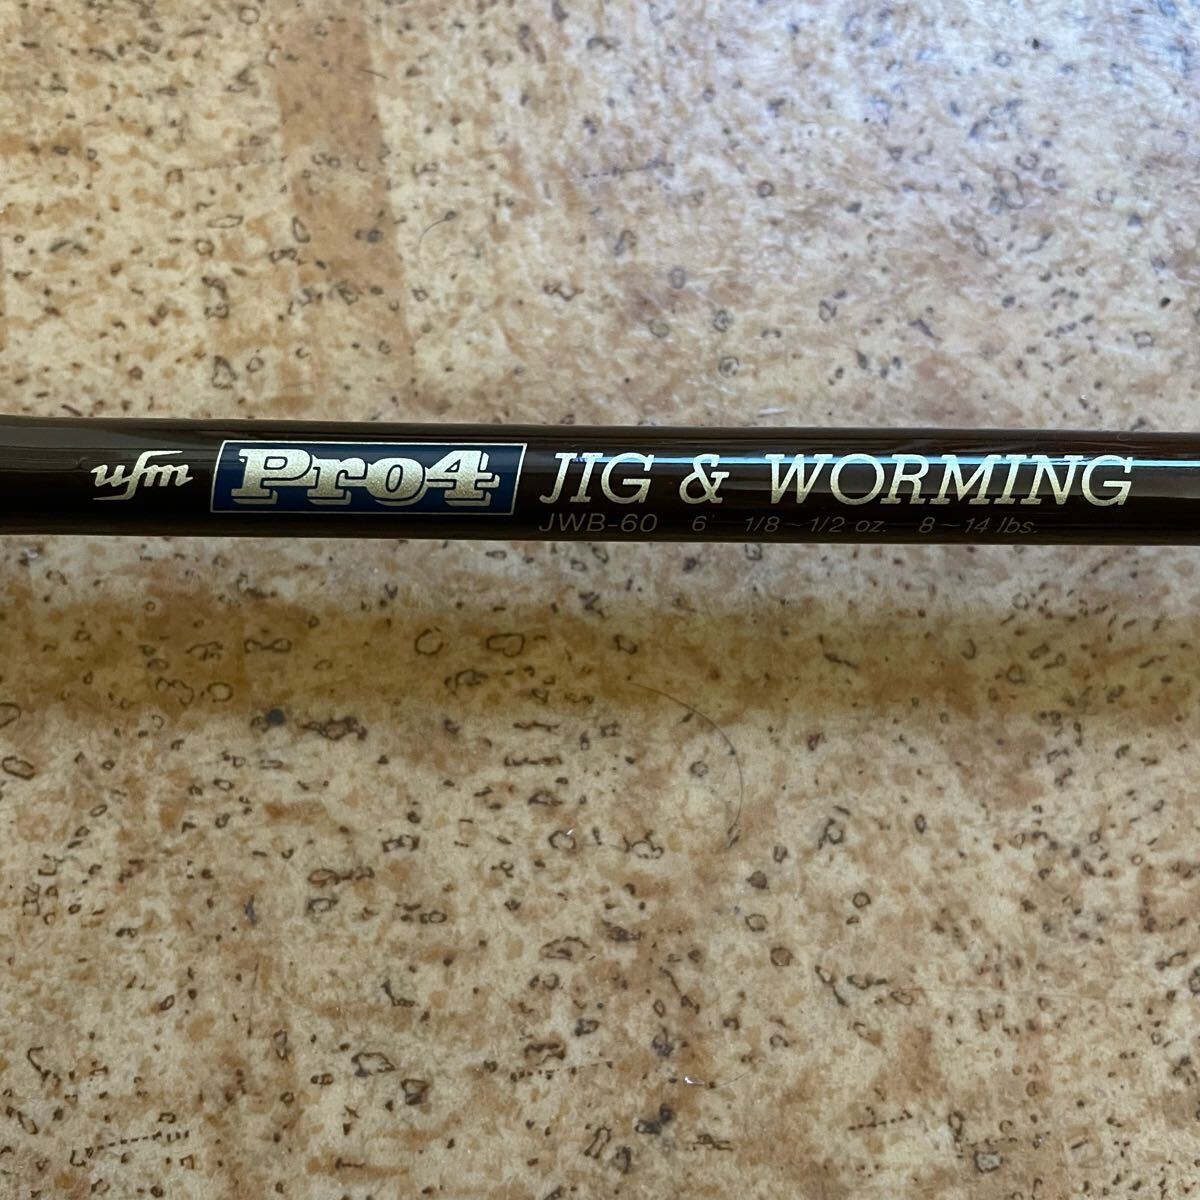 ufm Pro4 JIG & WORMING
JWB-60 6' 1/8~1/2 oz. 8~14 lbs.